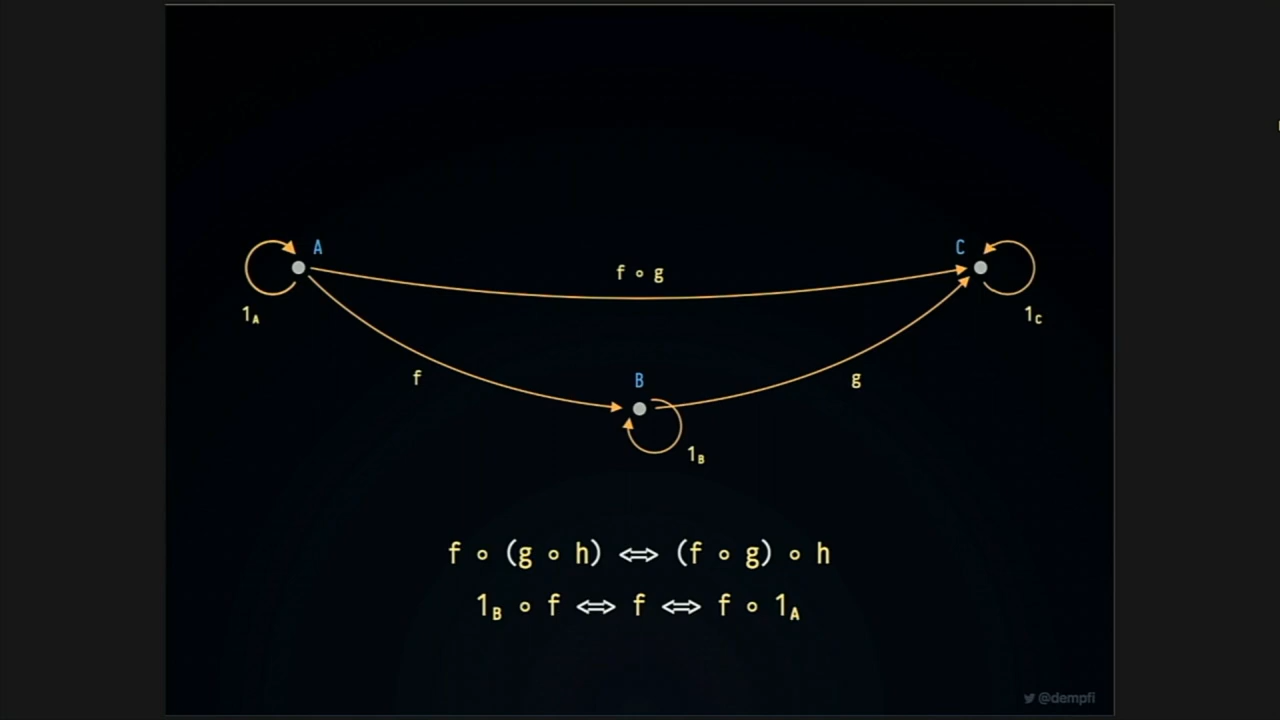 A
C
f ∘ g
1A
1C
f
B
g
1B
f ∘ (g ∘ h) ⇔ (f ∘ g) ∘ h
1B ∘ f ⇔ f ⇔ f ∘ 1A
@dempfi